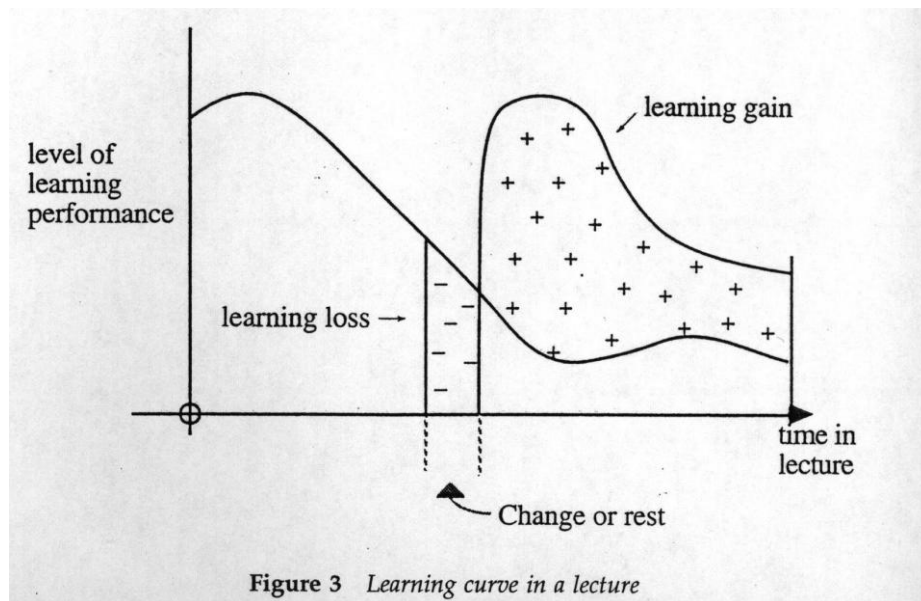 level of
learning
performance
learning gain
learning loss
time in
lecture
Change or rest
Figure 3 Learning curve in a lecture